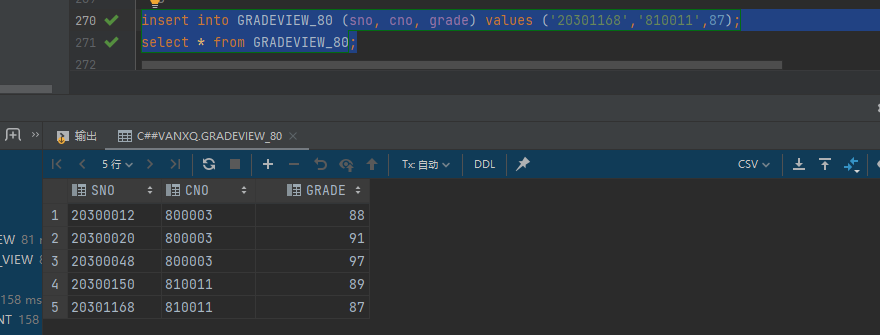 270 insert into GRADEVIEW_80 (sno, cno, grade) values ('20301168','810011',87);
271 select * from GRADEVIEW_80;
272
输出 C##VANXQ.GRADEVIEW_80
5 行 Tx: 自动 DDL CSV
SNO CNO GRADE
1 20300012 800003 88
2 20300020 800003 91
3 20300048 800003 97
4 20300150 810011 89
5 20301168 810011 87
EW 81 m
_VIEW
158 ms
NT 158